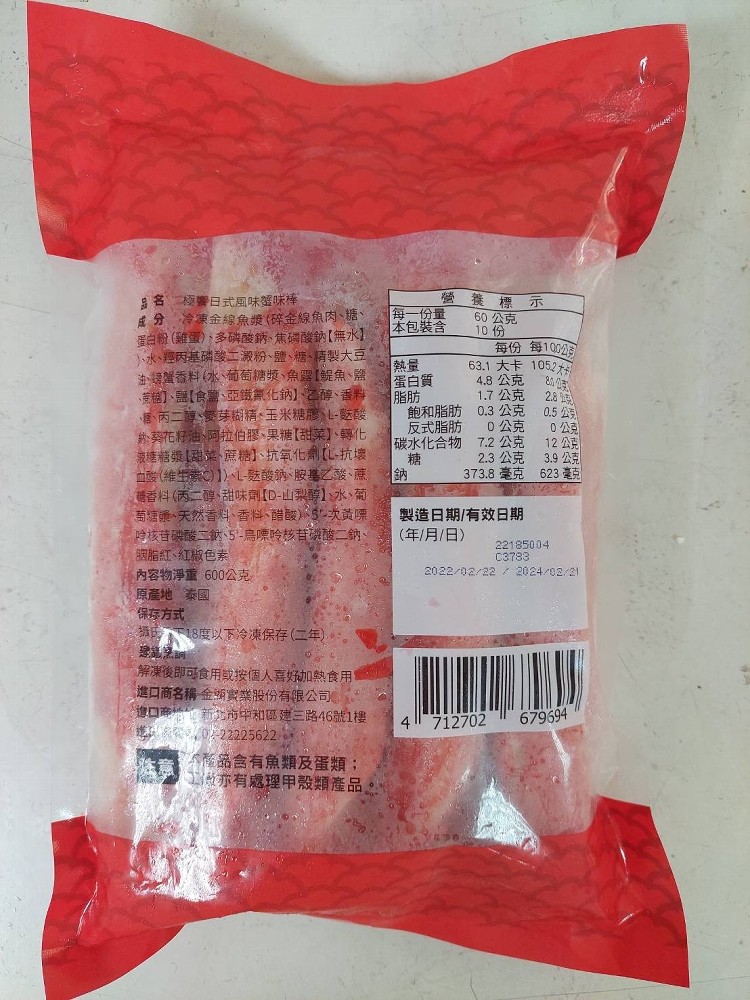 品名 極饗日式風味蟹味棒
成分 冷凍金線魚漿(碎金線魚肉、糖、
蛋白粉(雞蛋)、多磷酸鈉、焦磷酸鈉【無水】
)、水、羥丙基磷酸二澱粉、鹽、糖、精製大豆
油、螃蟹香料(水、葡萄糖漿、魚露【鯷魚、鹽
、蔗糖】、鹽【食鹽、亞鐵氰化鈉】、乙醇、香料
、糖、丙二醇、麥芽糊精、玉米糖膠、L-麩酸
鈉、葵花籽油、阿拉伯膠、果糖【甜菜】、轉化
液糖糖漿【甜菜、蔗糖】、抗氧化劑【L-抗壞
血酸(維生素C)】)、L-麩酸鈉、胺基乙酸、蔗
糖香料(丙二醇、甜味劑【D-山梨醇】、水、葡
萄糖漿、天然香料、香料、醋酸)、5'-次黃嘌
呤核苷磷酸二鈉、5'-鳥嘌呤核苷磷酸二鈉、
胭脂紅、紅椒色素
內容物淨重 600公克
原產地 泰國
保存方式
攝氏 下18度以下冷凍保存(二年)
建議烹調
解凍後即可食用或按個人喜好加熱食用
進口商名稱 金頭實業股份有限公司
進口商地 新北市中和區建三路46號1樓
02-22225622
注意 產品含有魚類及蛋類;
亦有處理甲殼類產品。
營養標示
每一份量 60 公克
本包裝含 10 份
每份 每100公克
熱量 63.1 大卡 105.2 大卡
蛋白質 4.8 公克 8.0 公克
脂肪 1.7 公克 2.8 公克
飽和脂肪 0.3 公克 0.5 公克
反式脂肪 0 公克 0 公克
碳水化合物 7.2 公克 12 公克
糖 2.3 公克 3.9 公克
鈉 373.8 毫克 623 毫克
製造日期/有效日期
(年/月/日)
22185004
C3783
2022/02/22 / 2024/02/21
4 712702 679694